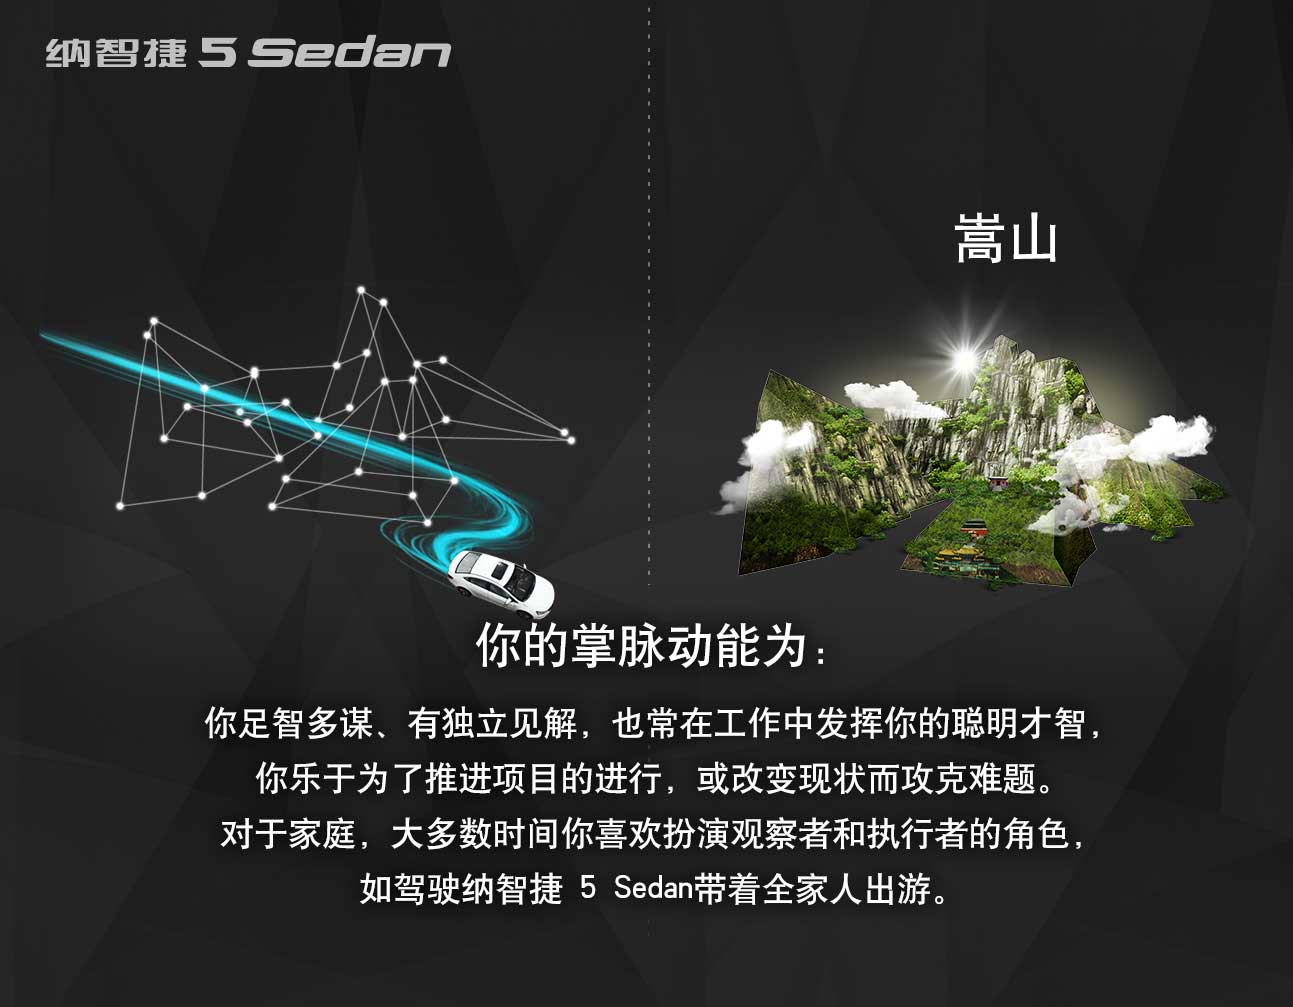 纳智捷 5 Sedan
嵩山
你的掌脉动能为：
你足智多谋、有独立见解，也常在工作中发挥你的聪明才智，
你乐于为了推进项目的进行，或改变现状而攻克难题。
对于家庭，大多数时间你喜欢扮演观察者和执行者的角色，
如驾驶纳智捷 5 Sedan带着全家人出游。